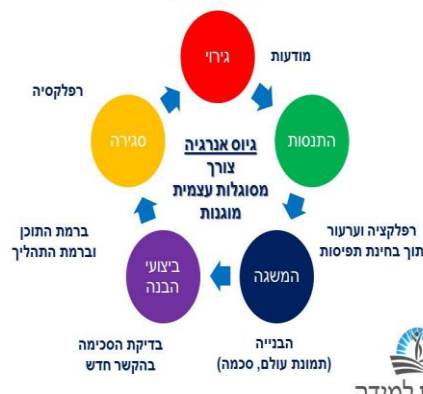 גירוי
מודעות
התנסות
רפלקציה וערעור
תוך בחינת תפיסות
המשגה
הבנייה
(תמונת עולם, סכמה)
ביצועי
הבנה
בדיקת הסכימה
בהקשר חדש
ברמת התוכן
וברמת התהליך
סגירה
רפלקסיה
גיוס אנרגיה
צורך
מסוגלות עצמית
מוגנות
למידה